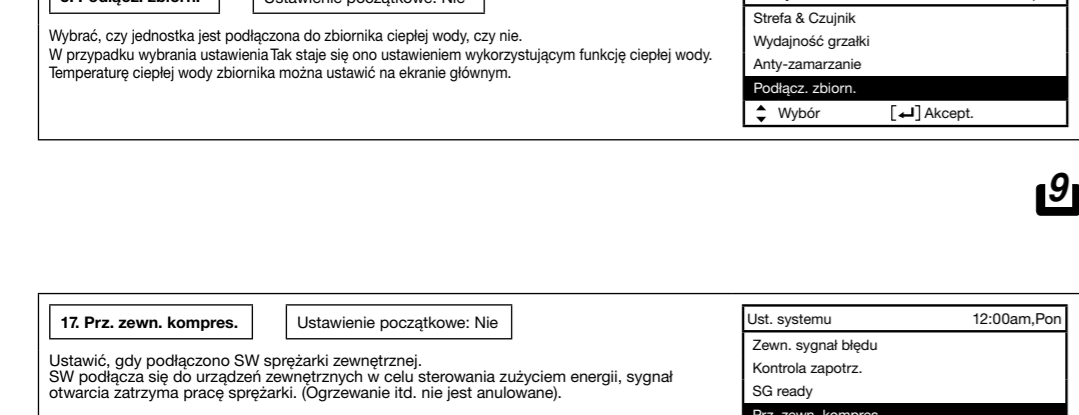 Ustawienie początkowe: Nie
Strefa & Czujnik
Wybrać, czy jednostka jest podłączona do zbiornika ciepłej wody, czy nie.
Wydajność grzałki
W przypadku wybrania ustawienia Tak staje się ono ustawieniem wykorzystującym funkcję ciepłej wody.
Temperaturę ciepłej wody zbiornika można ustawić na ekranie głównym.
Anty-zamarzanie
Podłącz. zbiorn.
Wybór [↵] Akcept.
9
17. Prz. zewn. kompres. Ustawienie początkowe: Nie
Ustawić, gdy podłączono SW sprężarki zewnętrznej.
SW podłącza się do urządzeń zewnętrznych w celu sterowania zużyciem energii, sygnał
otwarcia zatrzyma pracę sprężarki. (Ogrzewanie itd. nie jest anulowane).
Ust. systemu 12:00am,Pon
Zewn. sygnał błędu
Kontrola zapotrz.
SG ready
Prz. zewn. kompres.